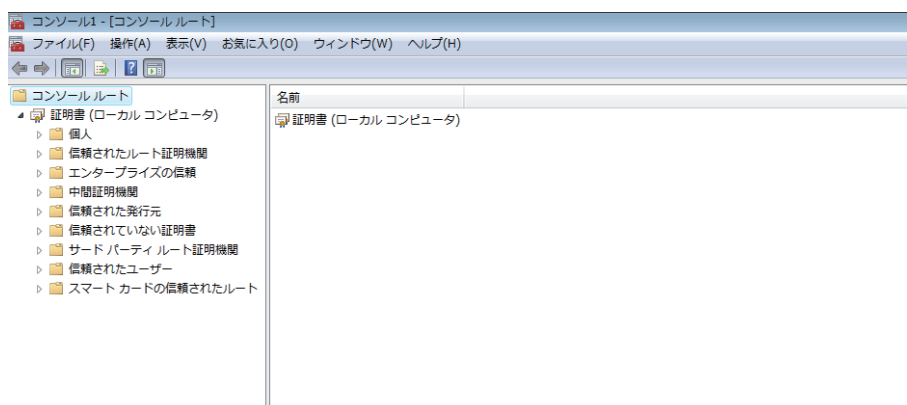 コンソール1 - [コンソール ルート]
ファイル(F) 操作(A) 表示(V) お気に入り(O) ウィンドウ(W) ヘルプ(H)
コンソール ルート
証明書 (ローカル コンピュータ)
個人
信頼されたルート証明機関
エンタープライズの信頼
中間証明機関
信頼された発行元
信頼されていない証明書
サード パーティ ルート証明機関
信頼されたユーザー
スマート カードの信頼されたルート
名前
証明書 (ローカル コンピュータ)